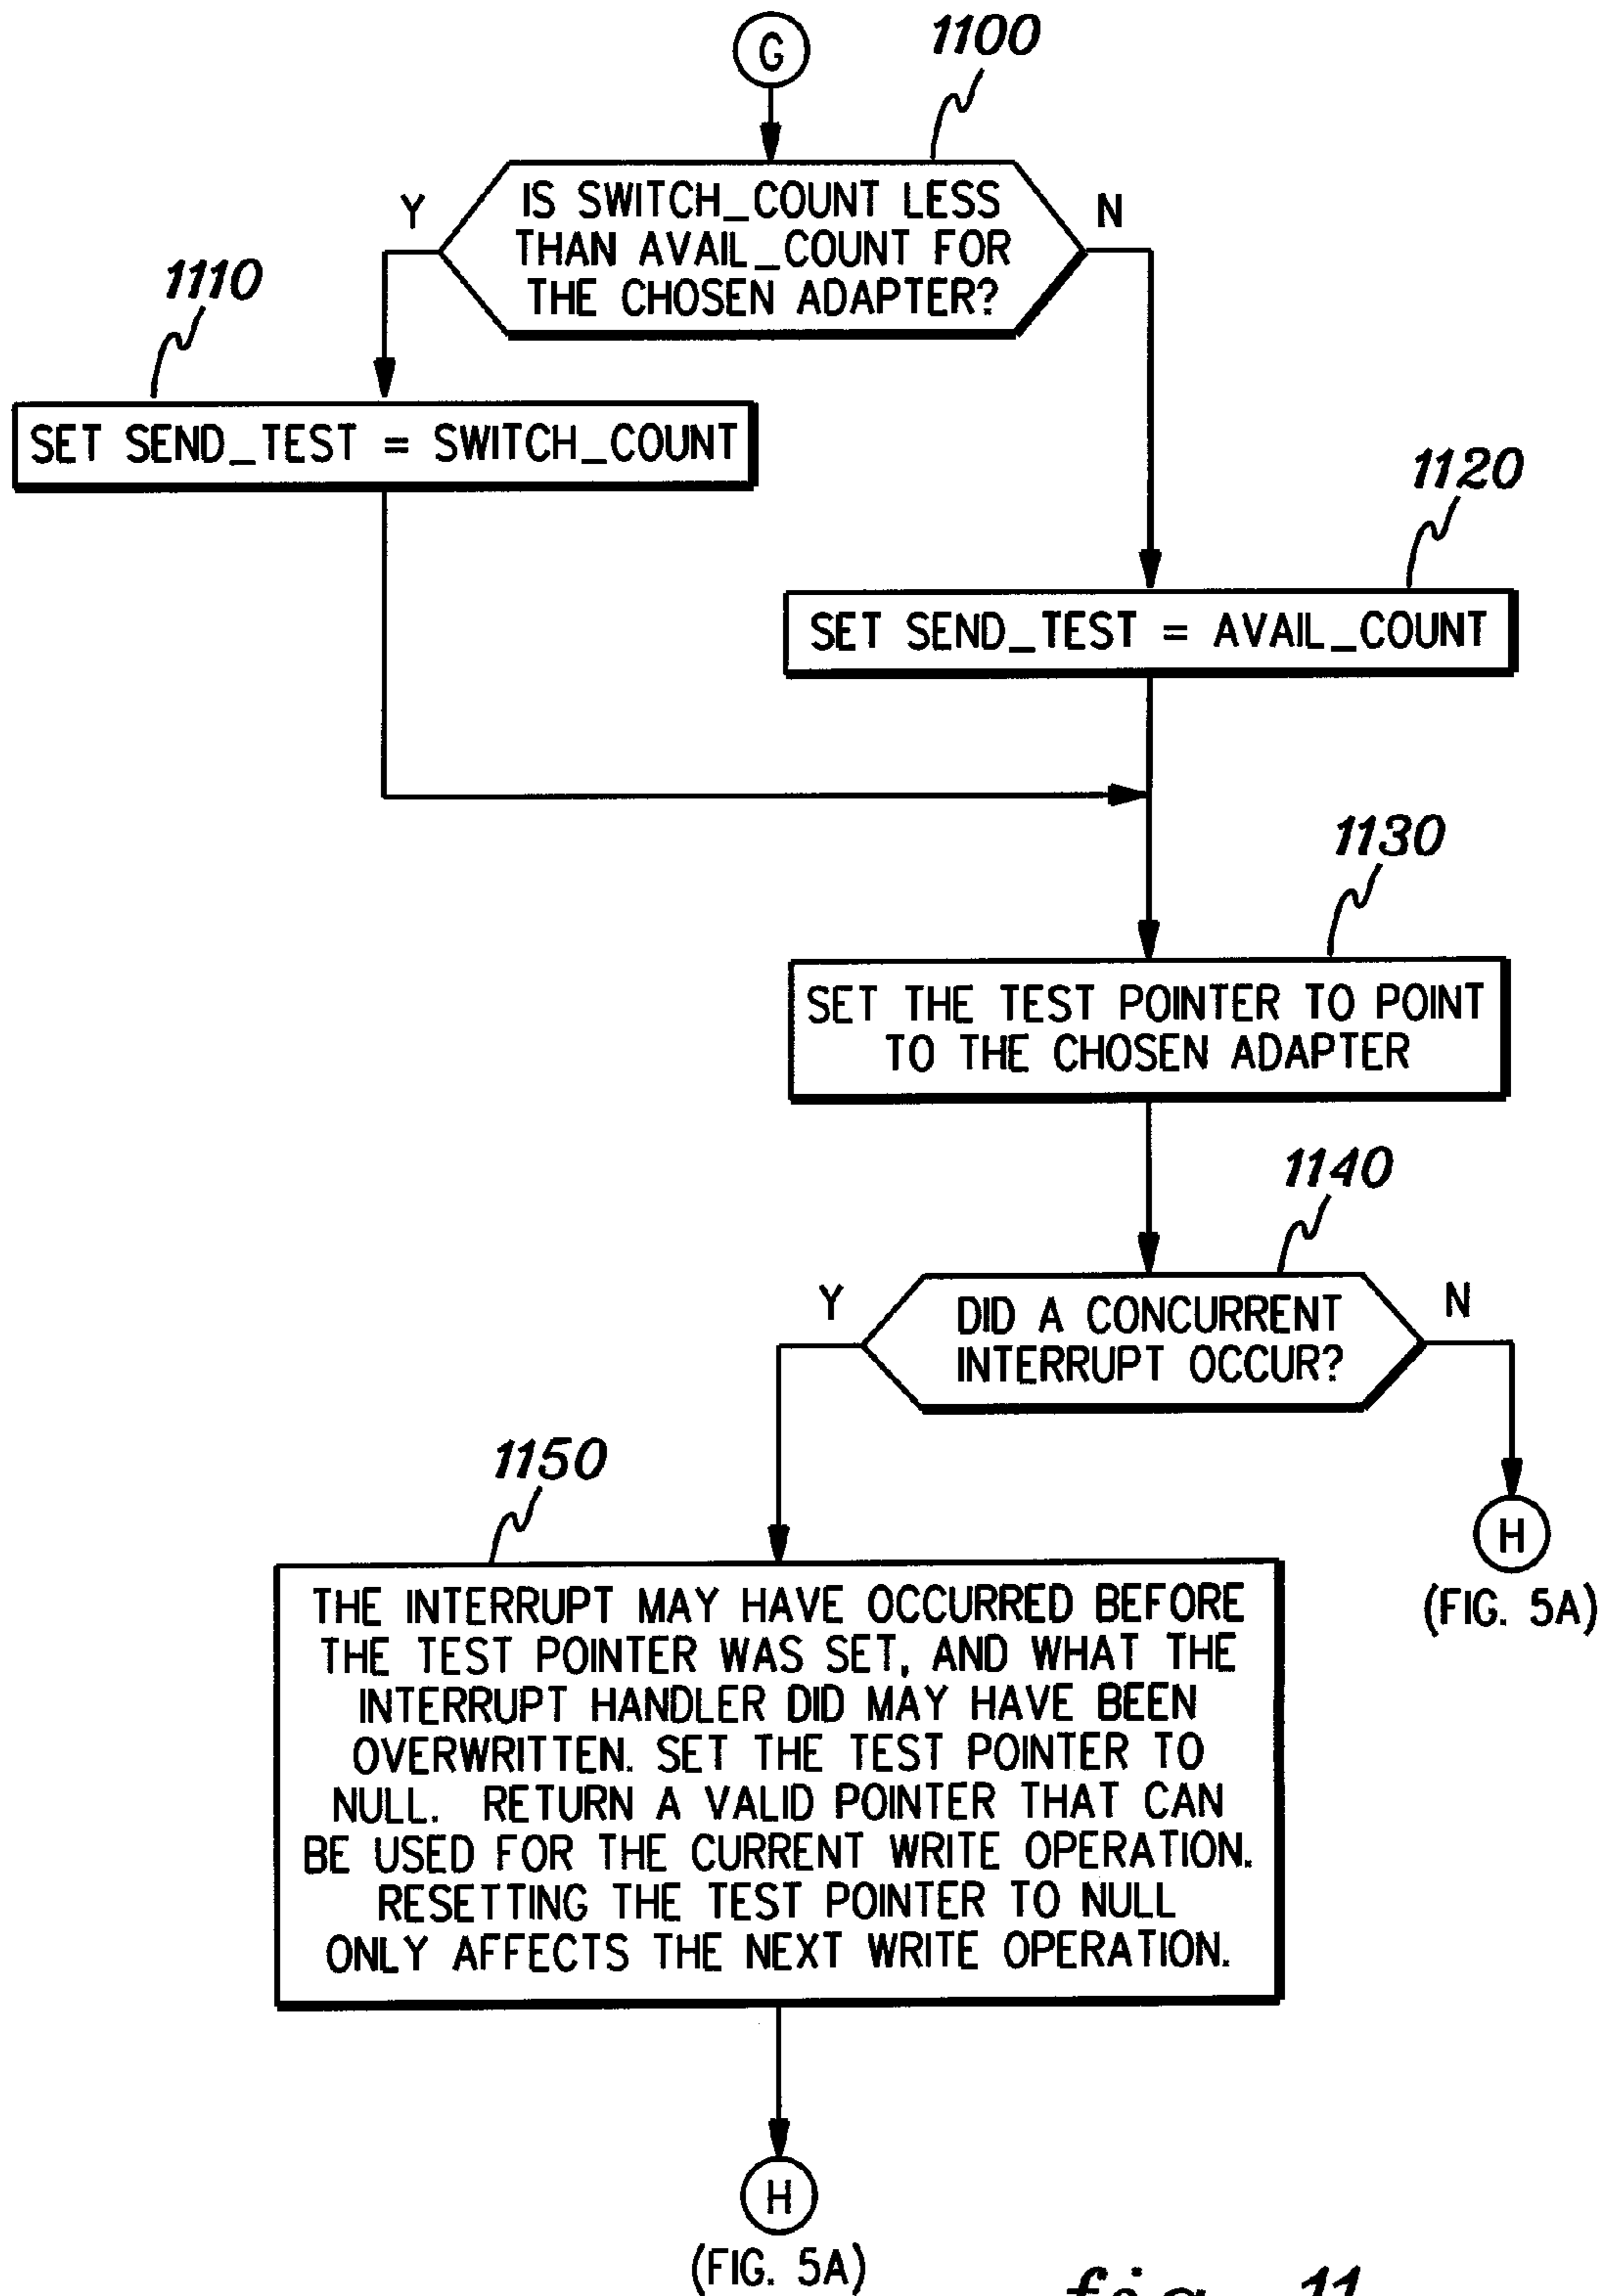 G
1100
IS SWITCH_COUNT LESS
THAN AVAIL_COUNT FOR
THE CHOSEN ADAPTER?
Y
N
1110
SET SEND_TEST = SWITCH_COUNT
1120
SET SEND_TEST = AVAIL_COUNT
1130
SET THE TEST POINTER TO POINT
TO THE CHOSEN ADAPTER
1140
DID A CONCURRENT
INTERRUPT OCCUR?
Y
N
H
(FIG. 5A)
1150
THE INTERRUPT MAY HAVE OCCURRED BEFORE
THE TEST POINTER WAS SET, AND WHAT THE
INTERRUPT HANDLER DID MAY HAVE BEEN
OVERWRITTEN. SET THE TEST POINTER TO
NULL. RETURN A VALID POINTER THAT CAN
BE USED FOR THE CURRENT WRITE OPERATION.
RESETTING THE TEST POINTER TO NULL
ONLY AFFECTS THE NEXT WRITE OPERATION.
H
(FIG. 5A)
fig. 11